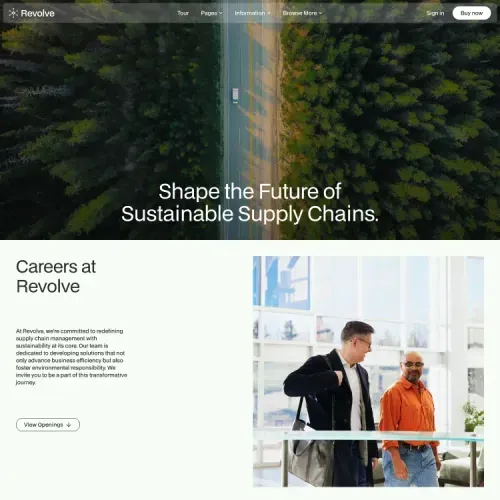 Revolve
Tour
Pages
Information
Browse More
Sign in
Buy now
Shape the Future of
Sustainable Supply Chains.
Careers at
Revolve
At Revolve, we're committed to redefining
supply chain management with
sustainability at its core. Our team is
dedicated to developing solutions that not
only advance business efficiency but also
foster environmental responsibility. We
invite you to be a part of this transformative
journey.
View Openings ↓